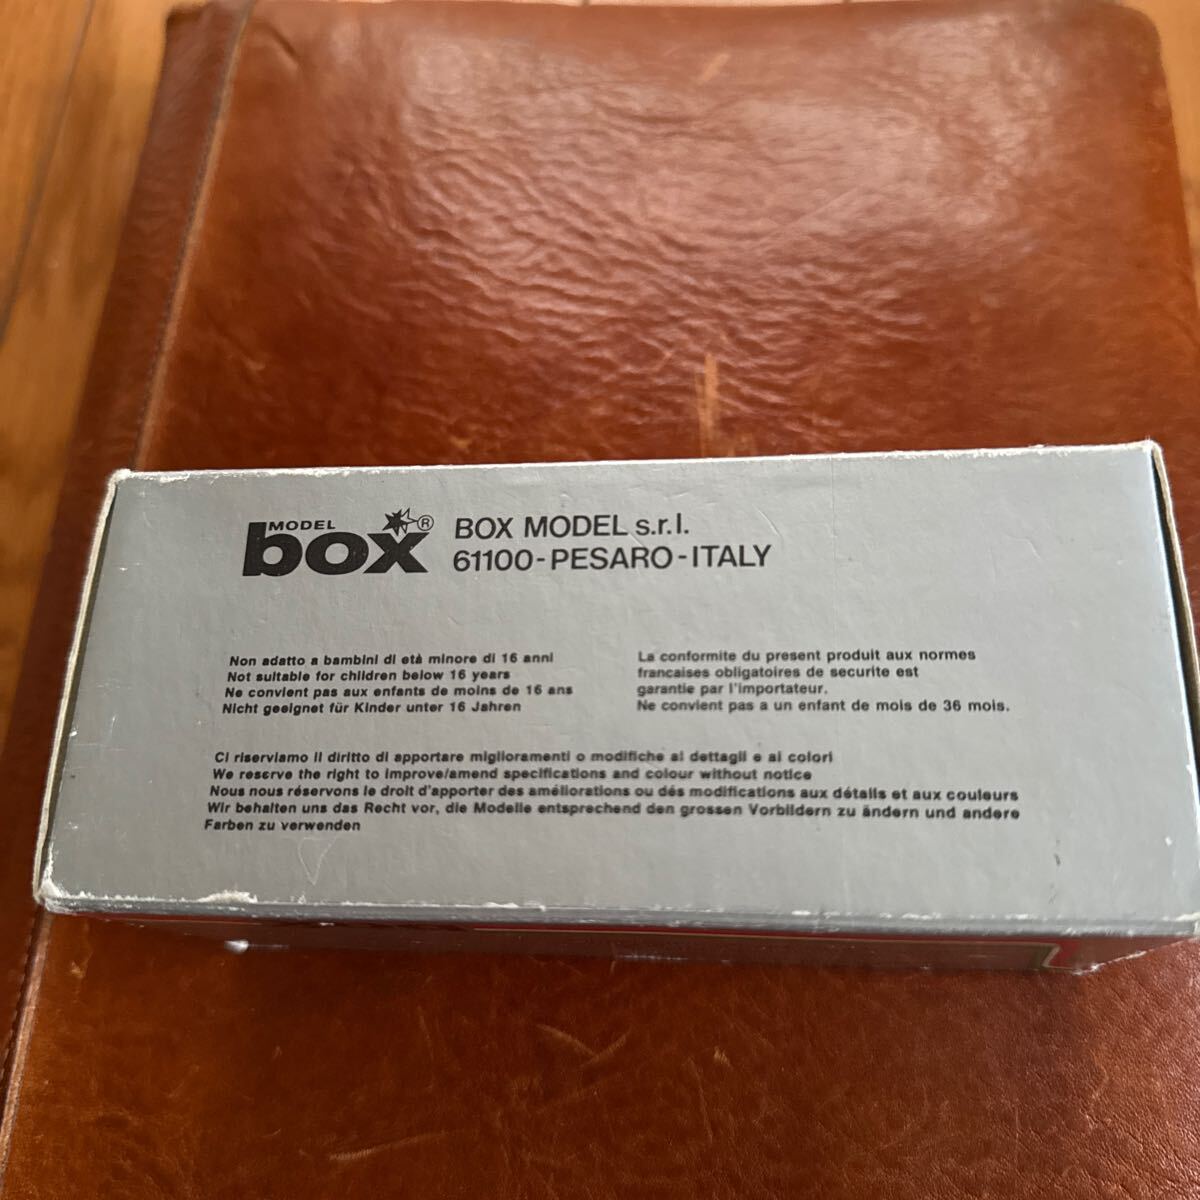 MODEL
box ®
BOX MODEL s.r.l.
61100-PESARO-ITALY
Non adatto a bambini di età minore di 16 anni
Not suitable for children below 16 years
Ne convient pas aux enfants de moins de 16 ans
Nicht geeignet für Kinder unter 16 Jahren
La conformite du present produit aux normes
francaises obligatoires de securite est
garantie par l'importateur.
Ne convient pas a un enfant de mois de 36 mois.
Ci riserviamo il diritto di apportare miglioramenti o modifiche ai dettagli e ai colori
We reserve the right to improve/amend specifications and colour without notice
Nous nous réservons le droit d'apporter des améliorations ou dés modifications aux détails et aux couleurs
Wir behalten uns das Recht vor, die Modelle entsprechend den grossen Vorbildern zu ändern und andere
Farben zu verwenden